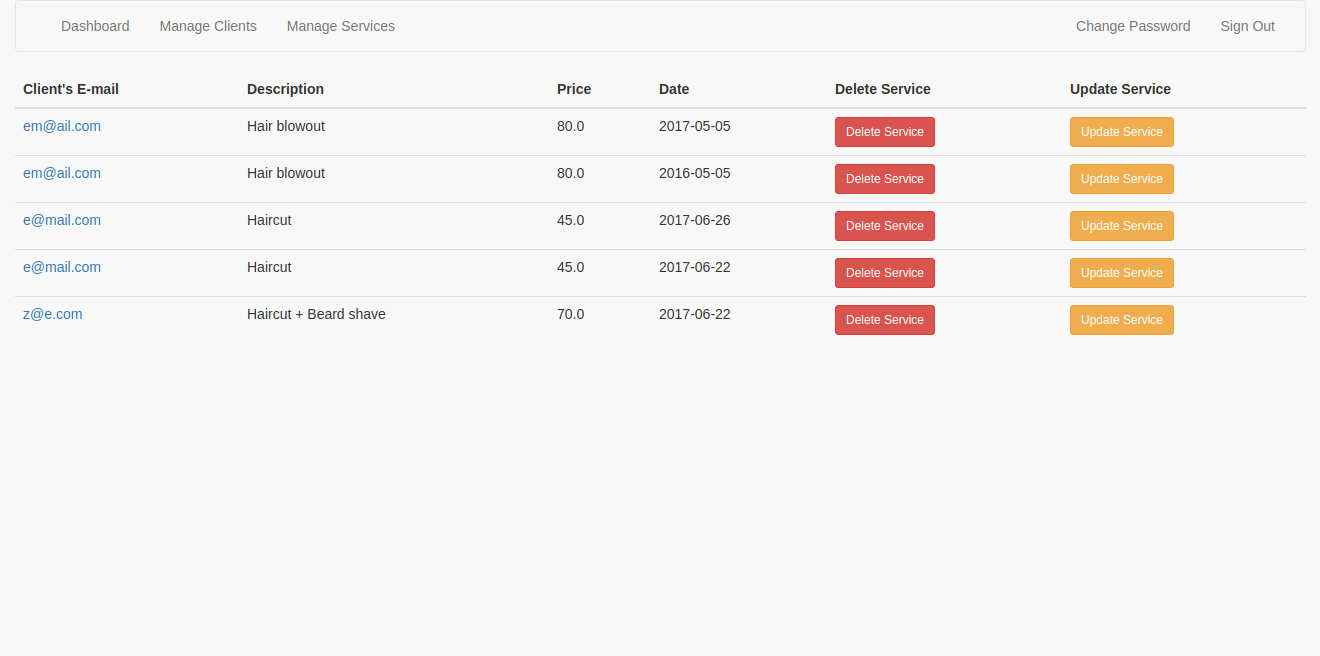 Dashboard Manage Clients Manage Services Change Password Sign Out
Client's E-mail Description Price Date Delete Service Update Service
em@ail.com Hair blowout 80.0 2017-05-05 Delete Service Update Service
em@ail.com Hair blowout 80.0 2016-05-05 Delete Service Update Service
e@mail.com Haircut 45.0 2017-06-26 Delete Service Update Service
e@mail.com Haircut 45.0 2017-06-22 Delete Service Update Service
z@e.com Haircut + Beard shave 70.0 2017-06-22 Delete Service Update Service